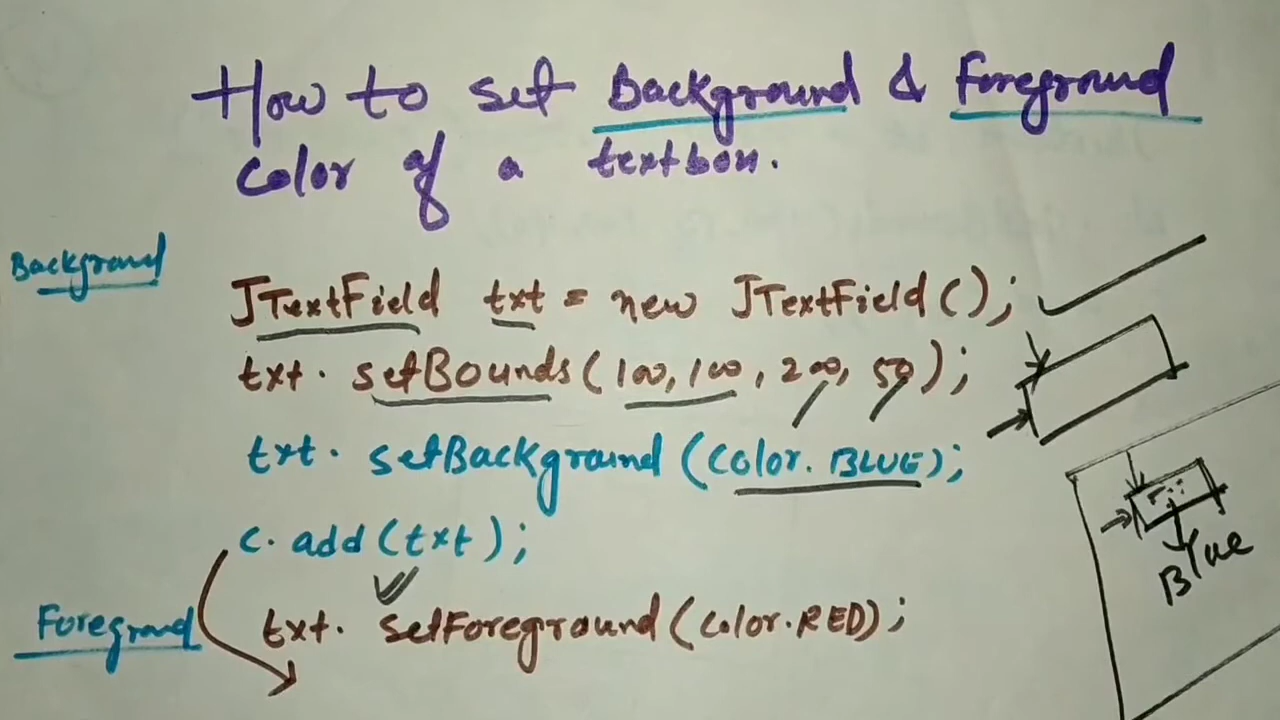 How to set Background & Foreground
color of a textbox.
Background
JTextField txt = new JTextField();
txt. setBounds(100,100, 200, 50);
txt. setBackground (color. BLUE);
c. add(txt);
Blue
Foreground
txt. setForeground(color.RED);